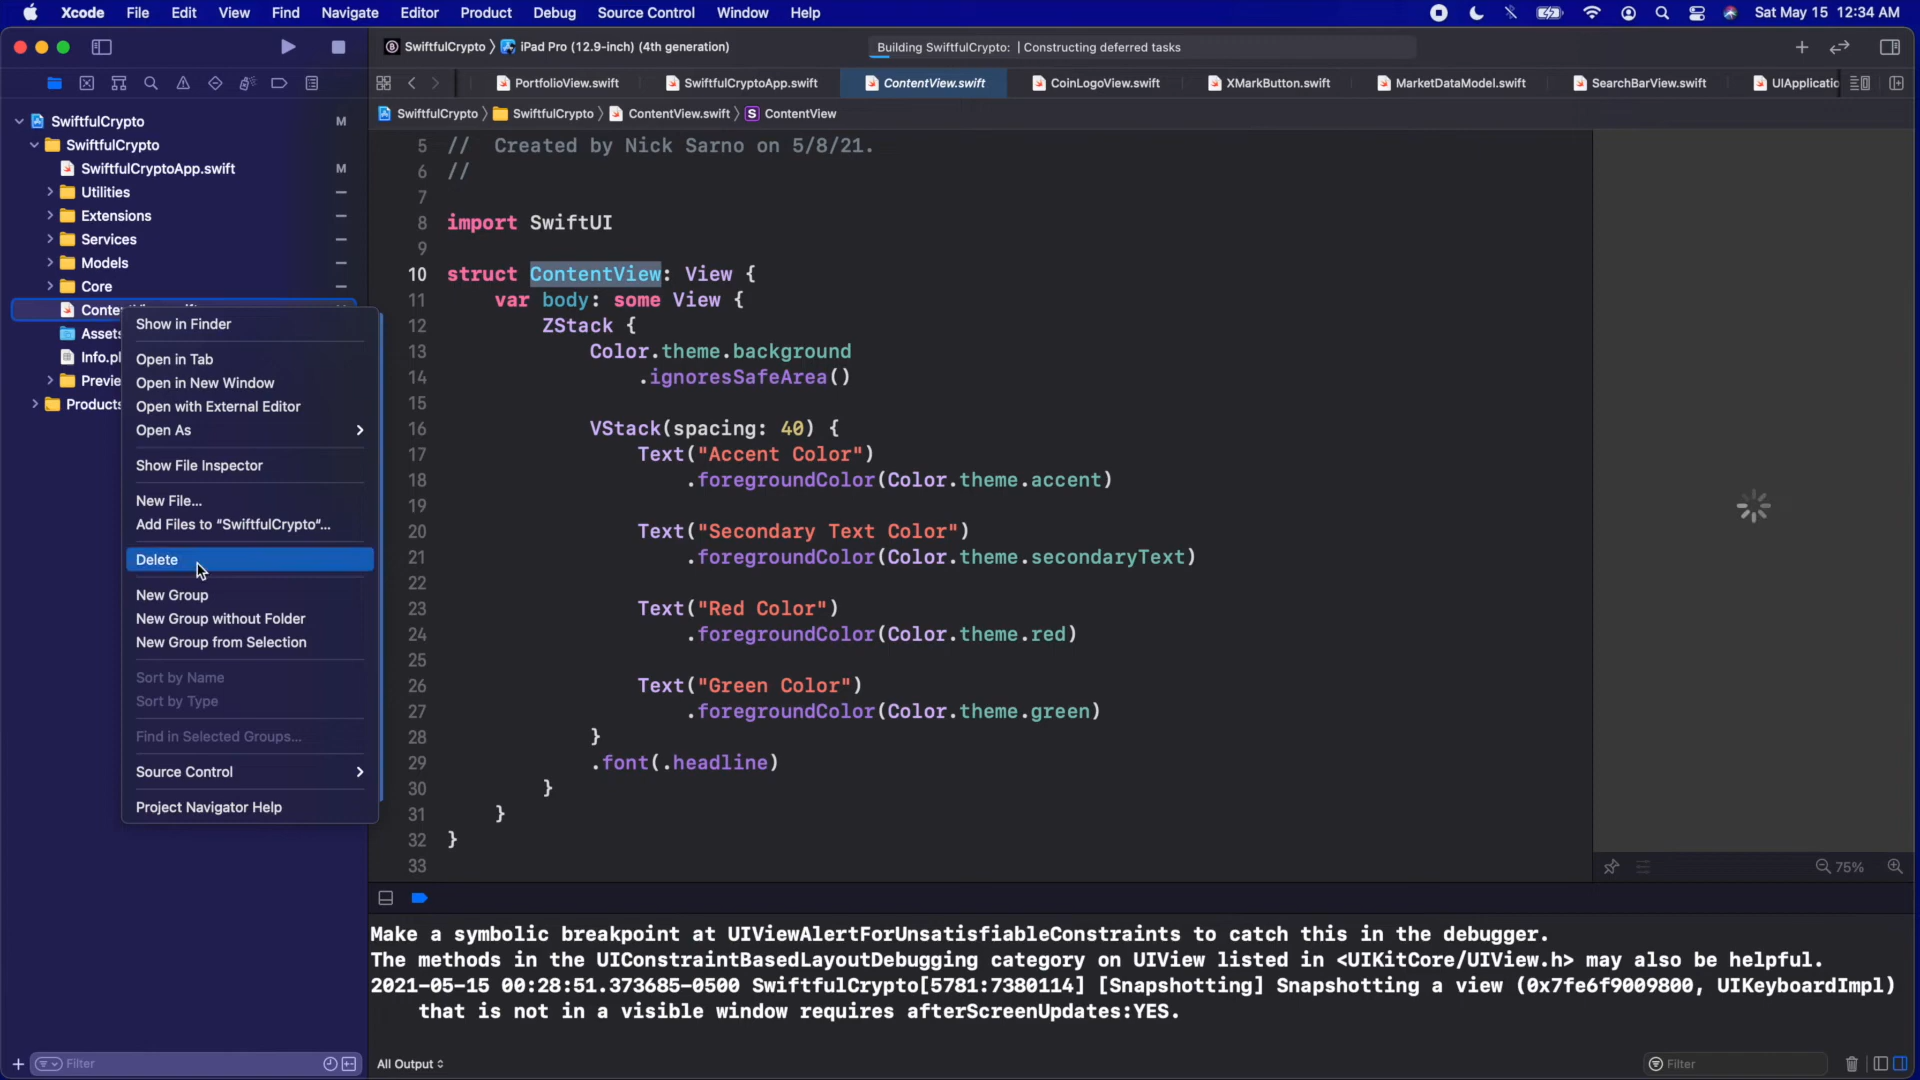 Xcode File Edit View Find Navigate Editor Product Debug Source Control Window Help Sat May 15 12:34 AM
SwiftfulCrypto iPad Pro (12.9-inch) (4th generation) Building SwiftfulCrypto: | Constructing deferred tasks
PortfolioView.swift SwiftfulCryptoApp.swift ContentView.swift CoinLogoView.swift XMarkButton.swift MarketDataModel.swift SearchBarView.swift UIApplicatio
SwiftfulCrypto SwiftfulCrypto ContentView.swift S ContentView
SwiftfulCrypto M
SwiftfulCrypto
SwiftfulCryptoApp.swift M
Utilities
Extensions
Services
Models
Core
Assets
Info.pl
Previe
Products
Show in Finder
Open in Tab
Open in New Window
Open with External Editor
Open As
Show File Inspector
New File...
Add Files to “SwiftfulCrypto”...
Delete
New Group
New Group without Folder
New Group from Selection
Sort by Name
Sort by Type
Find in Selected Groups...
Source Control
Project Navigator Help
Filter
5 // Created by Nick Sarno on 5/8/21.
6 //
7
8 import SwiftUI
9
10 struct ContentView: View {
11 var body: some View {
12 ZStack {
13 Color.theme.background
14 .ignoresSafeArea()
15
16 VStack(spacing: 40) {
17 Text("Accent Color")
18 .foregroundColor(Color.theme.accent)
19
20 Text("Secondary Text Color")
21 .foregroundColor(Color.theme.secondaryText)
22
23 Text("Red Color")
24 .foregroundColor(Color.theme.red)
25
26 Text("Green Color")
27 .foregroundColor(Color.theme.green)
28 }
29 .font(.headline)
30 }
31 }
32 }
33
75%
Make a symbolic breakpoint at UIViewAlertForUnsatisfiableConstraints to catch this in the debugger.
The methods in the UIConstraintBasedLayoutDebugging category on UIView listed in <UIKitCore/UIView.h> may also be helpful.
2021-05-15 00:28:51.373685-0500 SwiftfulCrypto[5781:7380114] [Snapshotting] Snapshotting a view (0x7fe6f9009800, UIKeyboardImpl)
that is not in a visible window requires afterScreenUpdates:YES.
All Output Filter